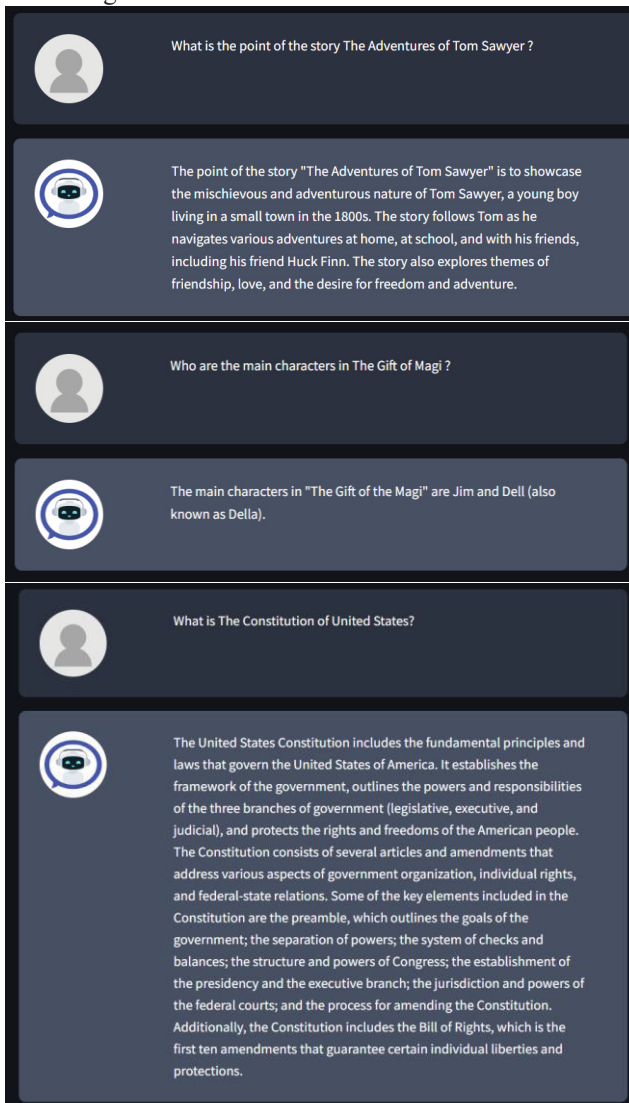 What is the point of the story The Adventures of Tom Sawyer ?
The point of the story "The Adventures of Tom Sawyer" is to showcase
the mischievous and adventurous nature of Tom Sawyer, a young boy
living in a small town in the 1800s. The story follows Tom as he
navigates various adventures at home, at school, and with his friends,
including his friend Huck Finn. The story also explores themes of
friendship, love, and the desire for freedom and adventure.
Who are the main characters in The Gift of Magi ?
The main characters in "The Gift of the Magi" are Jim and Dell (also
known as Della).
What is The Constitution of United States?
The United States Constitution includes the fundamental principles and
laws that govern the United States of America. It establishes the
framework of the government, outlines the powers and responsibilities
of the three branches of government (legislative, executive, and
judicial), and protects the rights and freedoms of the American people.
The Constitution consists of several articles and amendments that
address various aspects of government organization, individual rights,
and federal-state relations. Some of the key elements included in the
Constitution are the preamble, which outlines the goals of the
government; the separation of powers; the system of checks and
balances; the structure and powers of Congress; the establishment of
the presidency and the executive branch; the jurisdiction and powers of
the federal courts; and the process for amending the Constitution.
Additionally, the Constitution includes the Bill of Rights, which is the
first ten amendments that guarantee certain individual liberties and
protections.